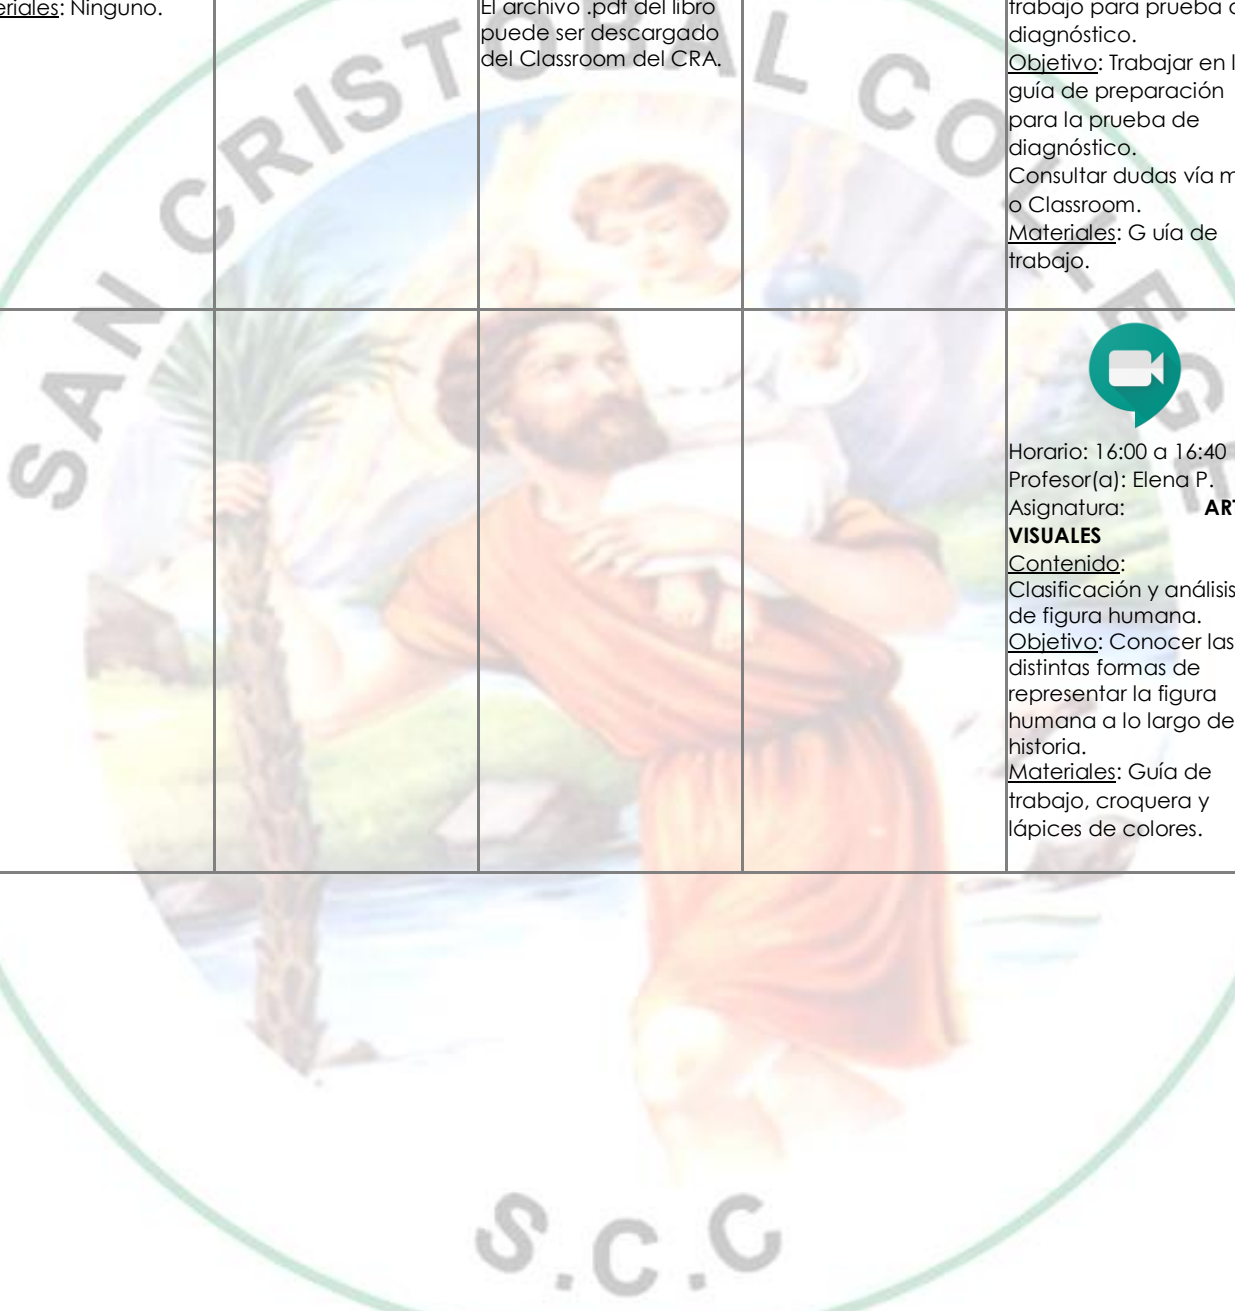 eriales: Ninguno.
El archivo .pdf del libro
puede ser descargado
del Classroom del CRA.
trabajo para prueba
diagnóstico.
Objetivo: Trabajar en
guía de preparación
para la prueba de
diagnóstico.
Consultar dudas vía
o Classroom.
Materiales: G uía de
trabajo.
Horario: 16:00 a 16:40
Profesor(a): Elena P.
Asignatura: ART
VISUALES
Contenido:
Clasificación y análisis
de figura humana.
Objetivo: Conocer las
distintas formas de
representar la figura
humana a lo largo de
historia.
Materiales: Guía de
trabajo, croquera y
lápices de colores.
SAN CRISTOBAL COLLEGE
S.C.C